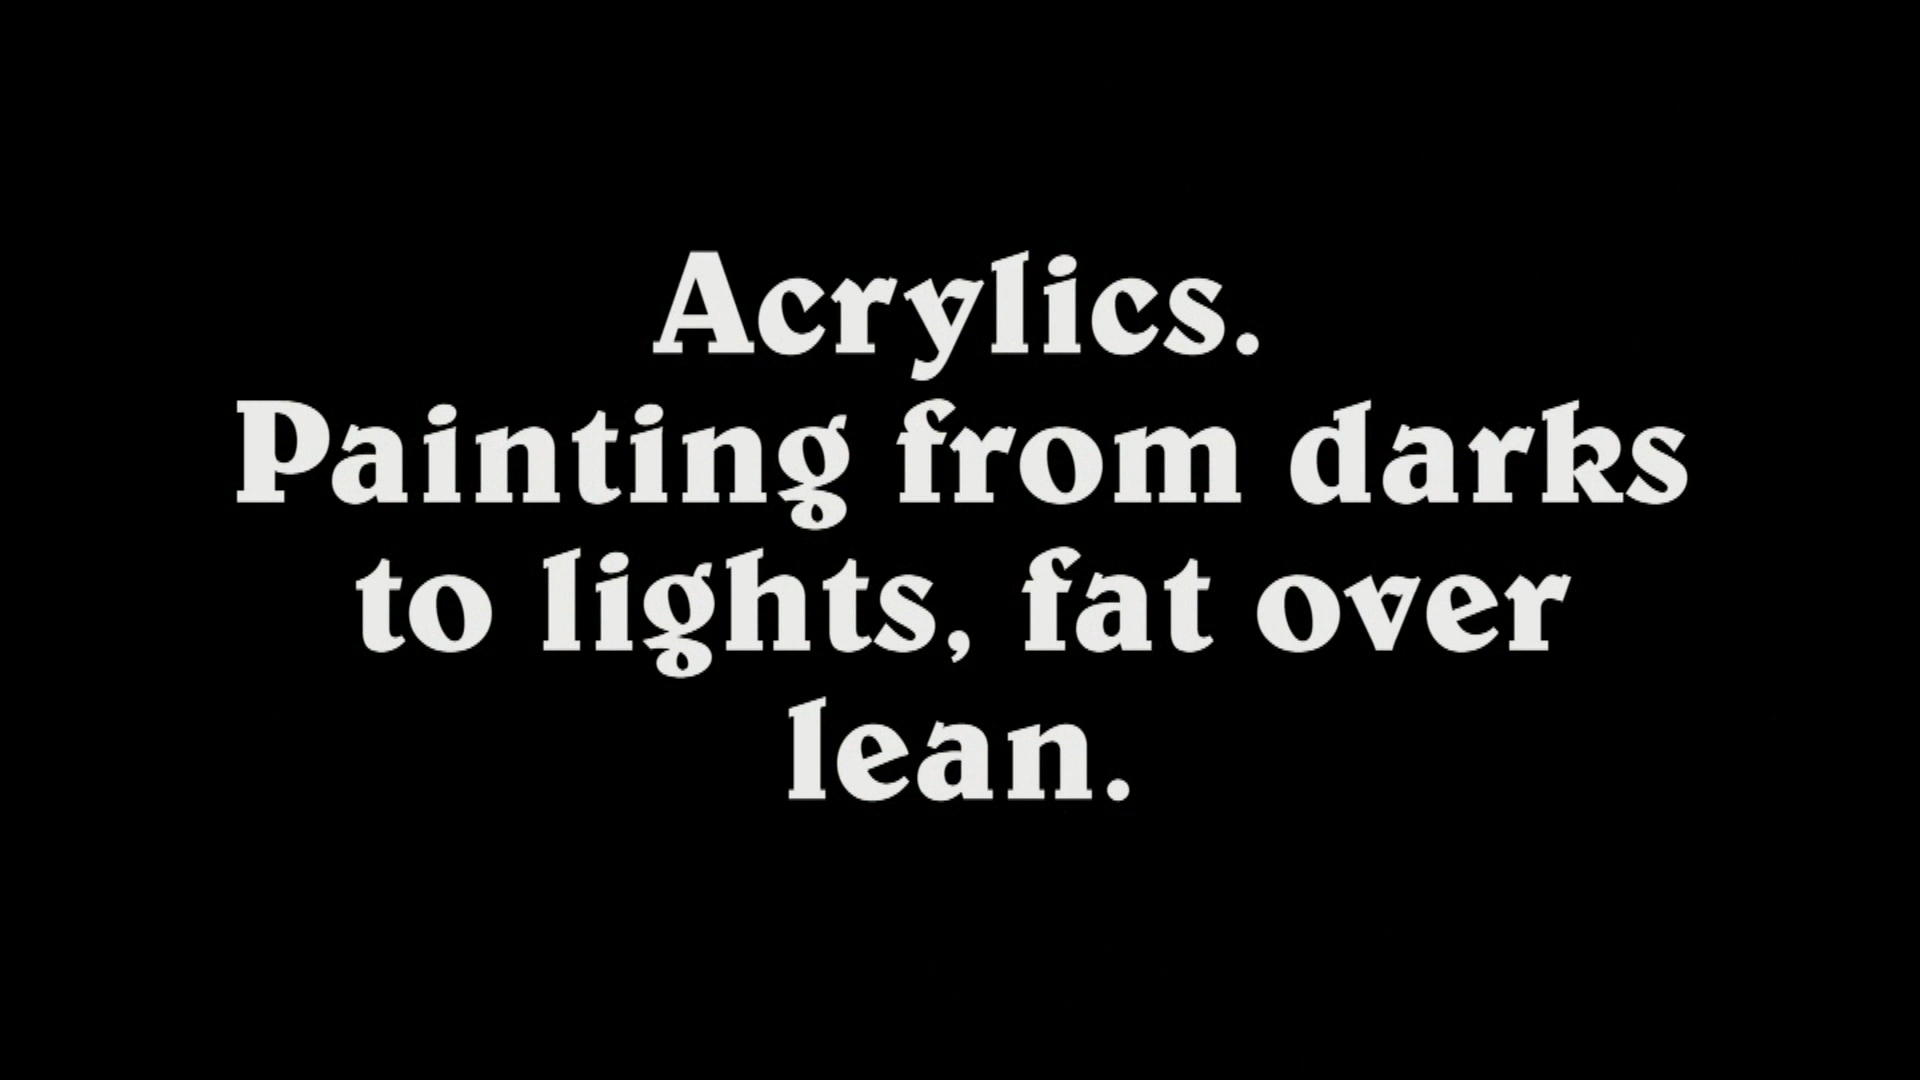 Acrylics.
Painting from darks
to lights, fat over
lean.